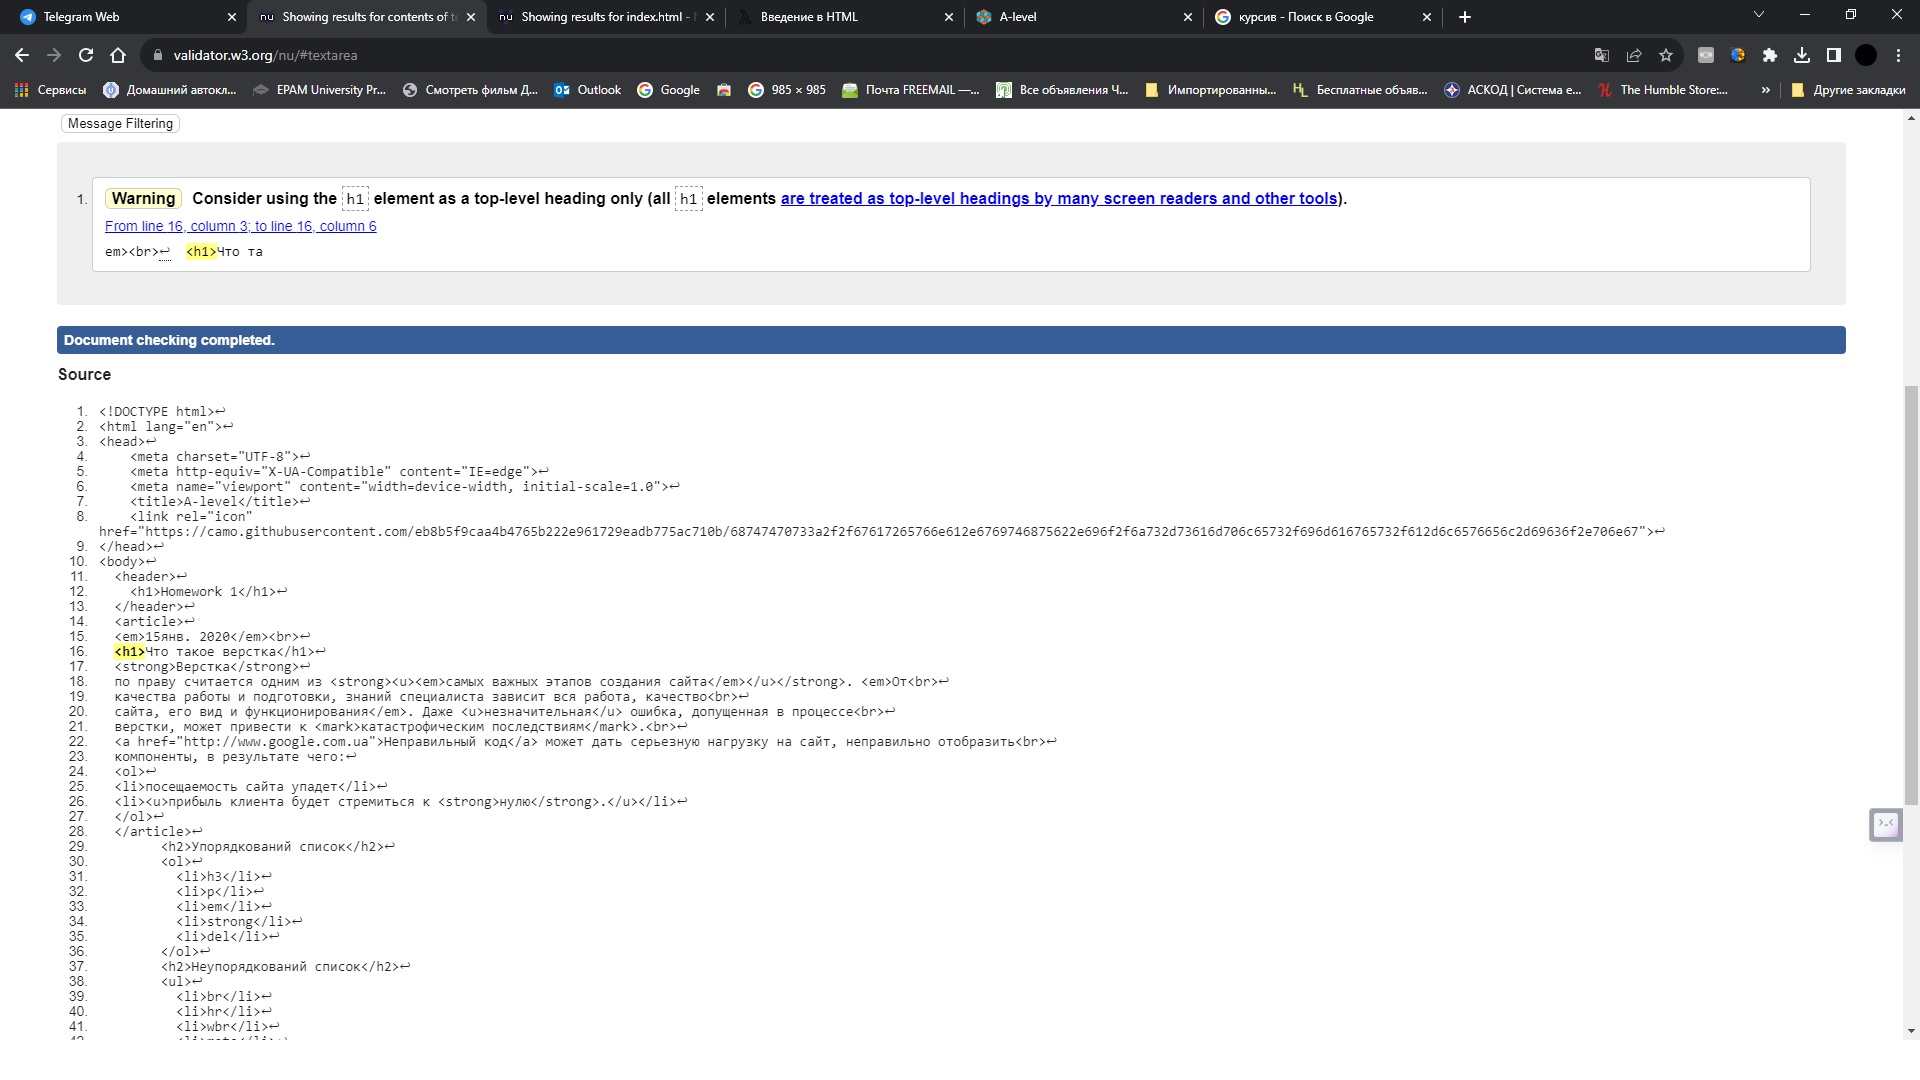 Telegram Web
Showing results for contents of te
Showing results for index.html -
Введение в HTML
A-level
курсив - Поиск в Google
validator.w3.org/nu/#textarea
Сервисы
Домашний автокл...
EPAM University Pr...
Смотреть фильм Д...
Outlook
Google
985 × 985
Почта FREEMAIL —...
Все объявления Ч...
Импортированны...
Бесплатные объяв...
АСКОД | Система е...
The Humble Store:...
»
Другие закладки
Message Filtering
1. Warning Consider using the h1 element as a top-level heading only (all h1 elements are treated as top-level headings by many screen readers and other tools).
From line 16, column 3; to line 16, column 6
em><br>↩ <h1>Что та
Document checking completed.
Source
1. <!DOCTYPE html>↩
2. <html lang="en">↩
3. <head>↩
4. <meta charset="UTF-8">↩
5. <meta http-equiv="X-UA-Compatible" content="IE=edge">↩
6. <meta name="viewport" content="width=device-width, initial-scale=1.0">↩
7. <title>A-level</title>↩
8. <link rel="icon"
href="https://camo.githubusercontent.com/eb8b5f9caa4b4765b222e961729eadb775ac710b/68747470733a2f2f67617265766e612e6769746875622e696f2f6a732d73616d706c65732f696d616765732f612d6c6576656c2d69636f2e706e67">↩
9. </head>↩
10. <body>↩
11. <header>↩
12. <h1>Homework 1</h1>↩
13. </header>↩
14. <article>↩
15. <em>15янв. 2020</em><br>↩
16. <h1>Что такое верстка</h1>↩
17. <strong>Верстка</strong>↩
18. по праву считается одним из <strong><u><em>самых важных этапов создания сайта</em></u></strong>. <em>От<br>↩
19. качества работы и подготовки, знаний специалиста зависит вся работа, качество<br>↩
20. сайта, его вид и функционирования</em>. Даже <u>незначительная</u> ошибка, допущенная в процессе<br>↩
21. верстки, может привести к <mark>катастрофическим последствиям</mark>.<br>↩
22. <a href="http://www.google.com.ua">Неправильный код</a> может дать серьезную нагрузку на сайт, неправильно отобразить<br>↩
23. компоненты, в результате чего:↩
24. <ol>↩
25. <li>посещаемость сайта упадет</li>↩
26. <li><u>прибыль клиента будет стремиться к <strong>нулю</strong>.</u></li>↩
27. </ol>↩
28. </article>↩
29. <h2>Упорядкований список</h2>↩
30. <ol>↩
31. <li>h3</li>↩
32. <li>p</li>↩
33. <li>em</li>↩
34. <li>strong</li>↩
35. <li>del</li>↩
36. </ol>↩
37. <h2>Неупорядкований список</h2>↩
38. <ul>↩
39. <li>br</li>↩
40. <li>hr</li>↩
41. <li>wbr</li>↩